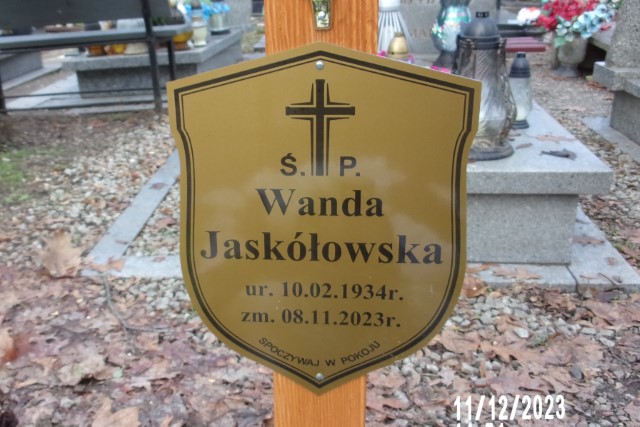 Ś. P.
Wanda
Jaskółowska
ur. 10.02.1934r.
zm. 08.11.2023r.
SPOCZYWAJ W POKOJU
11/12/2023